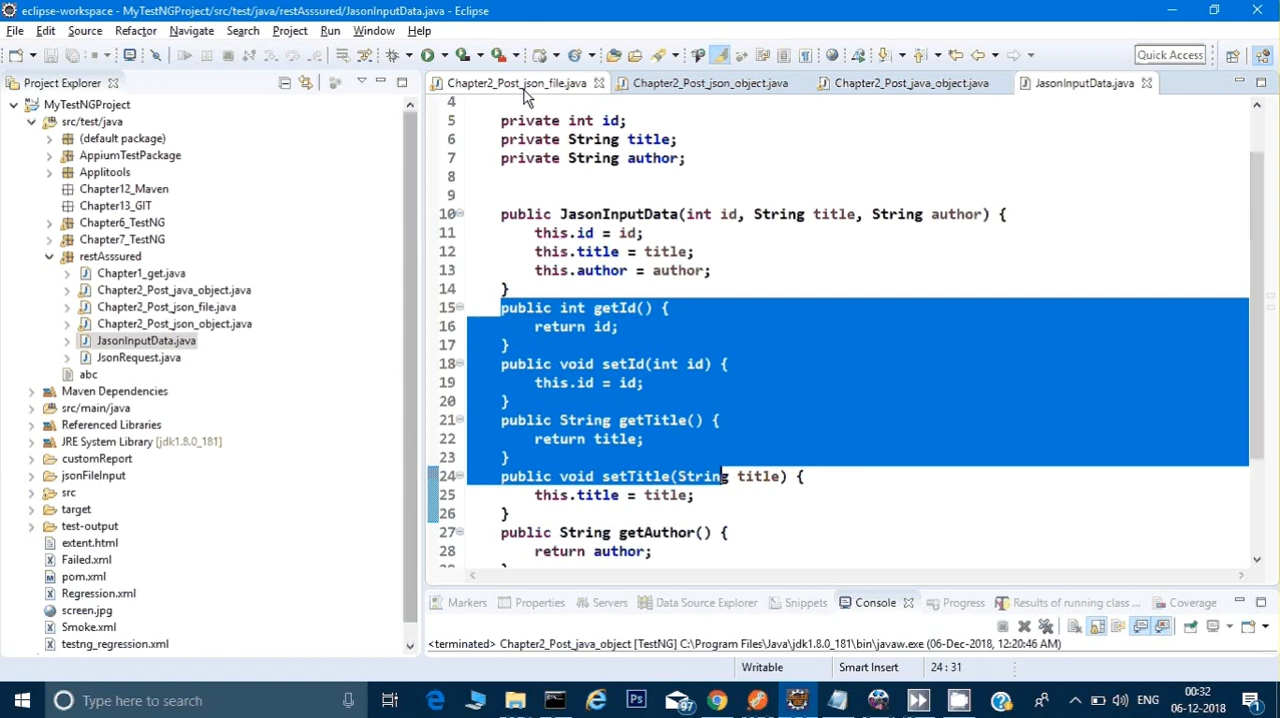 eclipse-workspace - MyTestNGProject/src/test/java/restAsssured/JasonInputData.java - Eclipse
File Edit Source Refactor Navigate Search Project Run Window Help
Quick Access
Project Explorer
Chapter2_Post_json_file.java Chapter2_Post_json_object.java Chapter2_Post_java_object.java JasonInputData.java
MyTestNGProject
src/test/java
(default package)
AppiumTestPackage
Applitools
Chapter12_Maven
Chapter13_GIT
Chapter6_TestNG
Chapter7_TestNG
restAsssured
Chapter1_get.java
Chapter2_Post_java_object.java
Chapter2_Post_json_file.java
Chapter2_Post_json_object.java
JasonInputData.java
JsonRequest.java
abc
Maven Dependencies
src/main/java
Referenced Libraries
JRE System Library [jdk1.8.0_181]
customReport
jsonFileInput
src
target
test-output
extent.html
Failed.xml
pom.xml
Regression.xml
screen.jpg
Smoke.xml
testng_regression.xml
4
5 private int id;
6 private String title;
7 private String author;
8
9
10 public JasonInputData(int id, String title, String author) {
11 this.id = id;
12 this.title = title;
13 this.author = author;
14 }
15 public int getId() {
16 return id;
17 }
18 public void setId(int id) {
19 this.id = id;
20 }
21 public String getTitle() {
22 return title;
23 }
24 public void setTitle(String title) {
25 this.title = title;
26 }
27 public String getAuthor() {
28 return author;
Markers Properties Servers Data Source Explorer Snippets Console Progress Results of running class ... Coverage
<terminated> Chapter2_Post_java_object [TestNG] C:\Program Files\Java\jdk1.8.0_181\bin\javaw.exe (06-Dec-2018, 12:20:46 AM)
Writable Smart Insert 24 : 31
Type here to search
97
Ps
ENG
00:32
06-12-2018
1